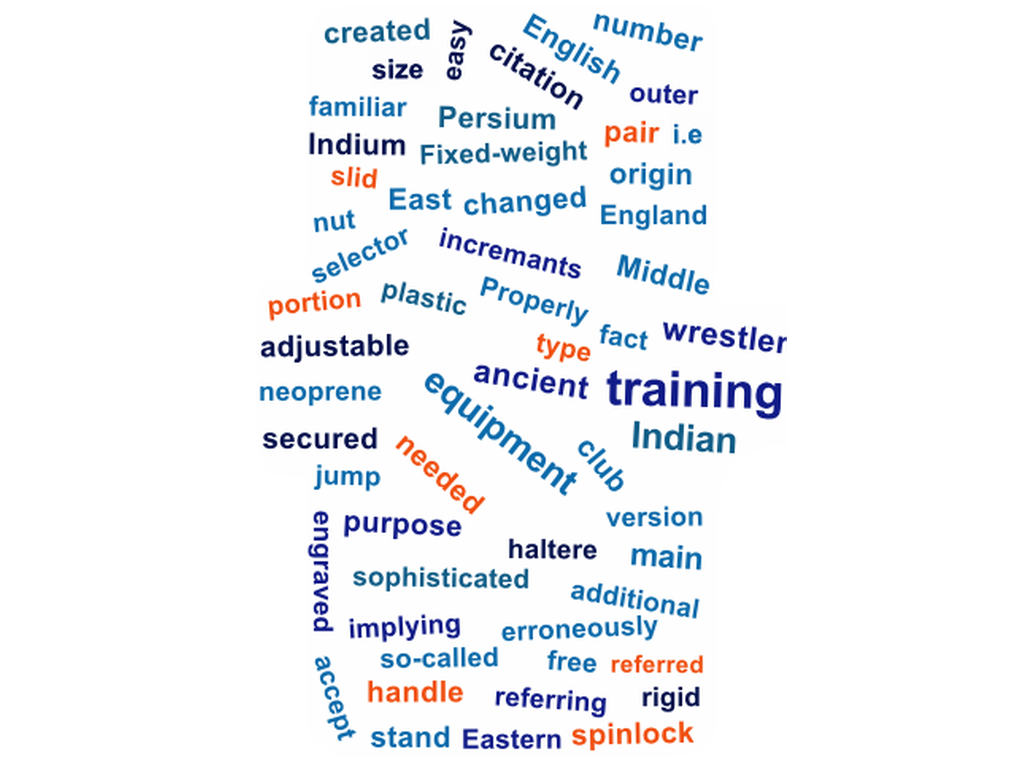 created
easy
English
number
size
citation
outer
familiar
Persium
pair
i.e
Indium
Fixed-weight
origin
slid
East
changed
England
nut
selector
incremants
Middle
portion
plastic
Properly
fact
wrestler
adjustable
type
ancient
training
neoprene
equipment
Indian
secured
needed
club
jump
version
engraved
purpose
haltere
main
sophisticated
additional
implying
erroneously
so-called
free
referred
accept
handle
referring
rigid
stand
Eastern
spinlock